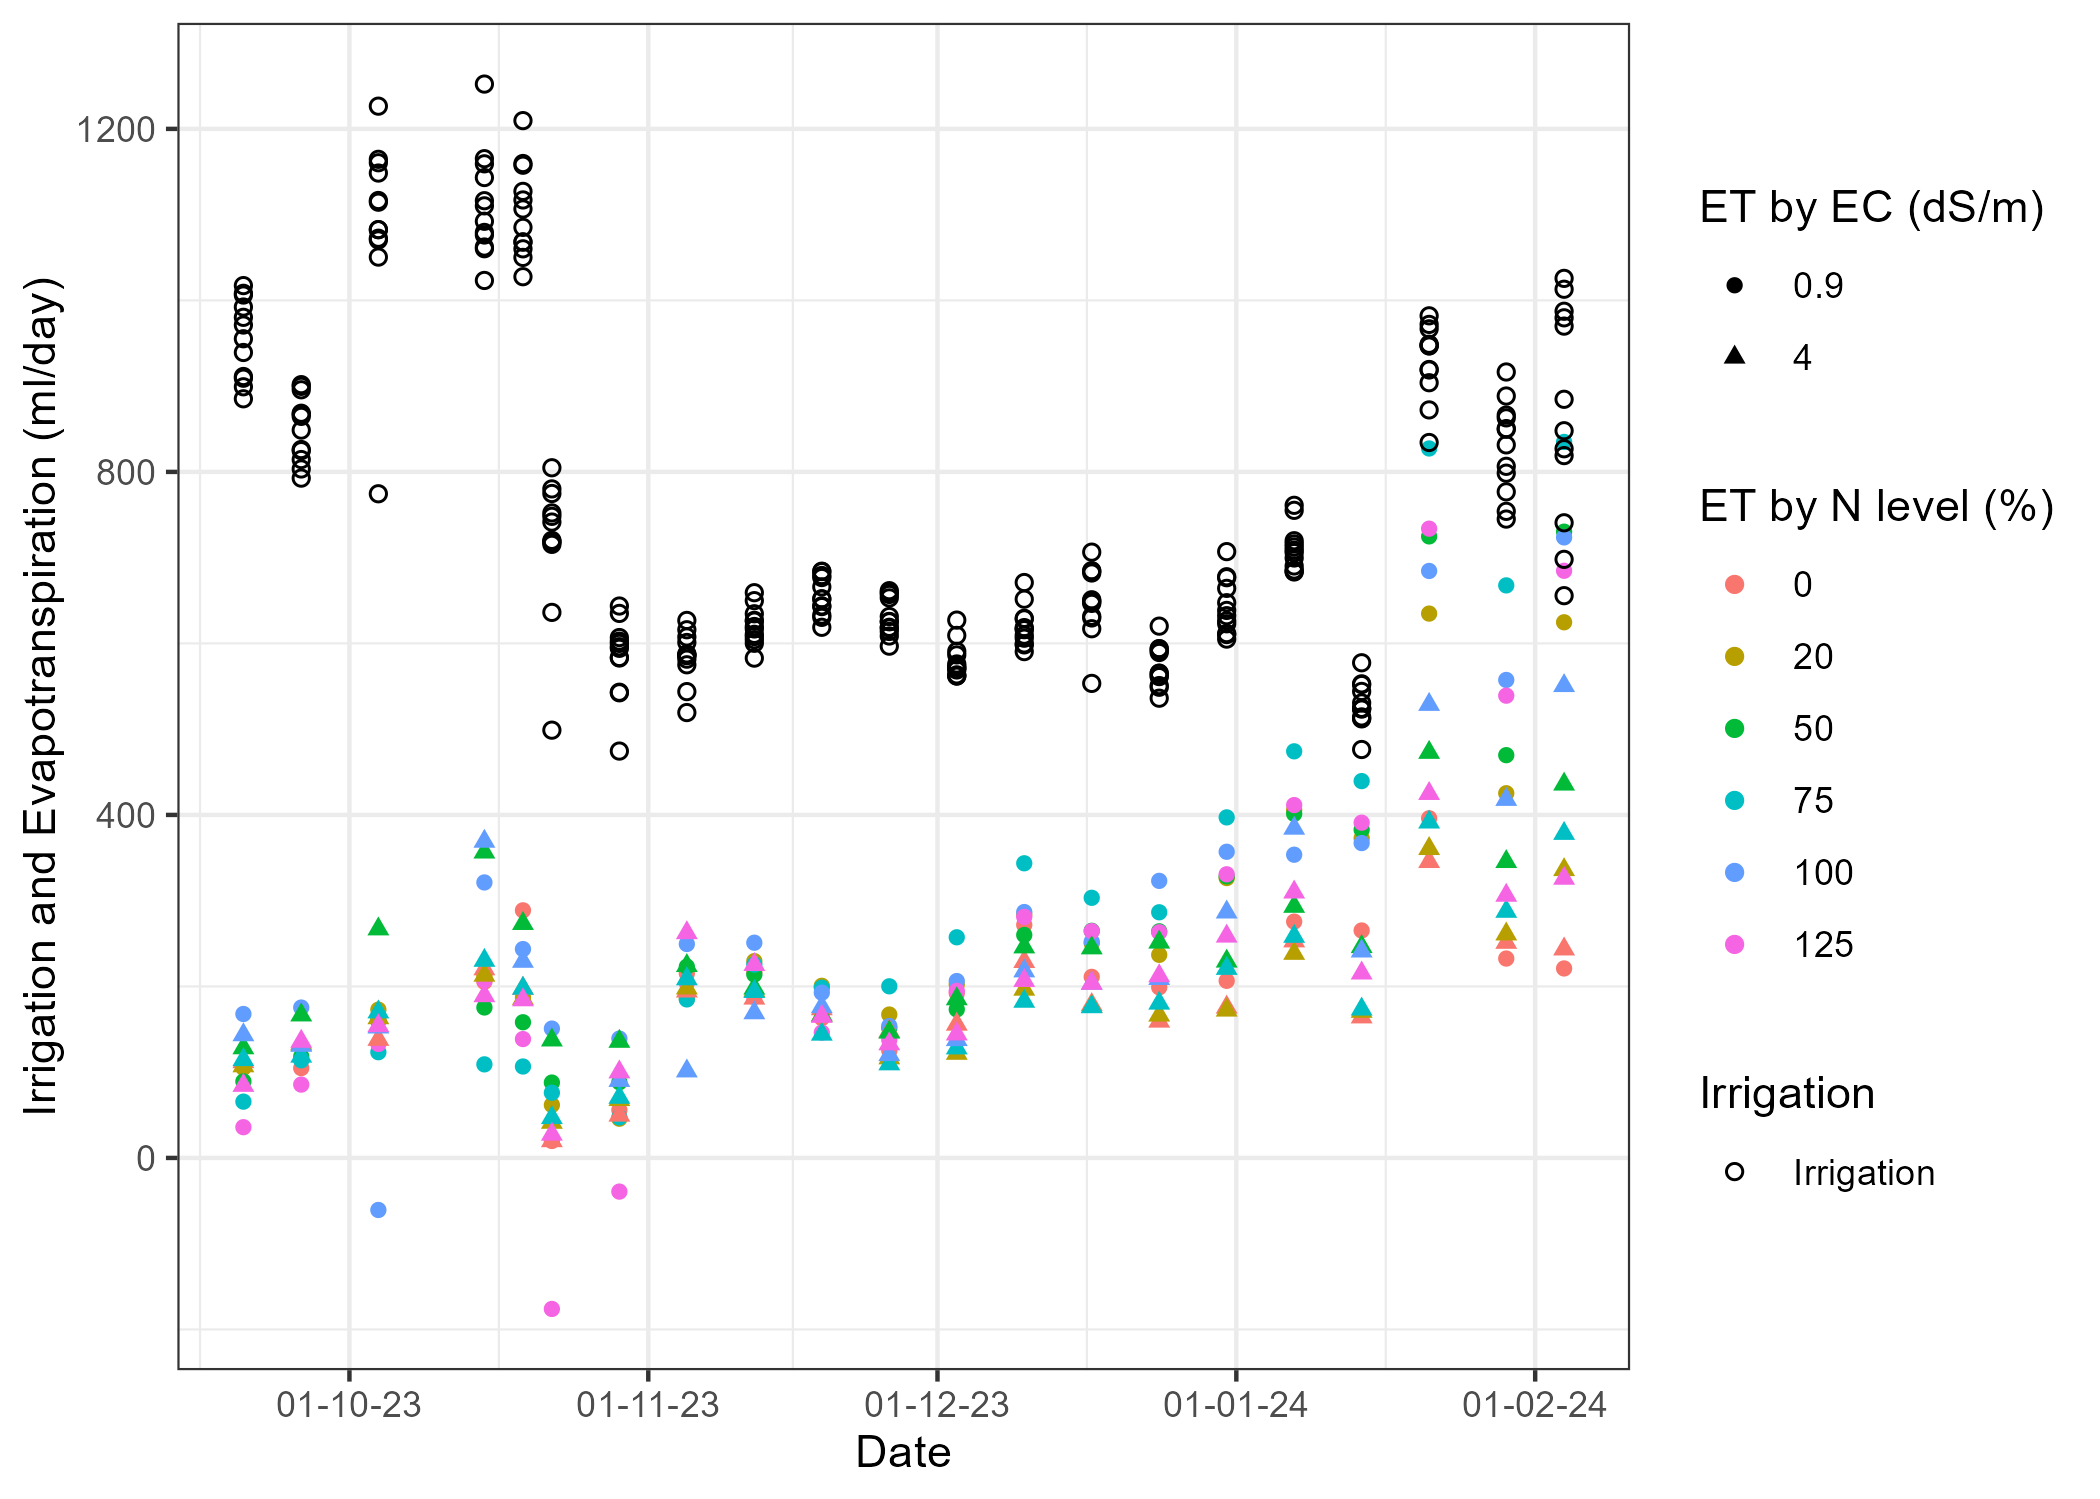 Irrigation and Evapotranspiration (ml/day)
1200
800
400
0
01-10-23 01-11-23 01-12-23 01-01-24 01-02-24
Date
ET by EC (dS/m)
0.9
4
ET by N level (%)
0
20
50
75
100
125
Irrigation
Irrigation